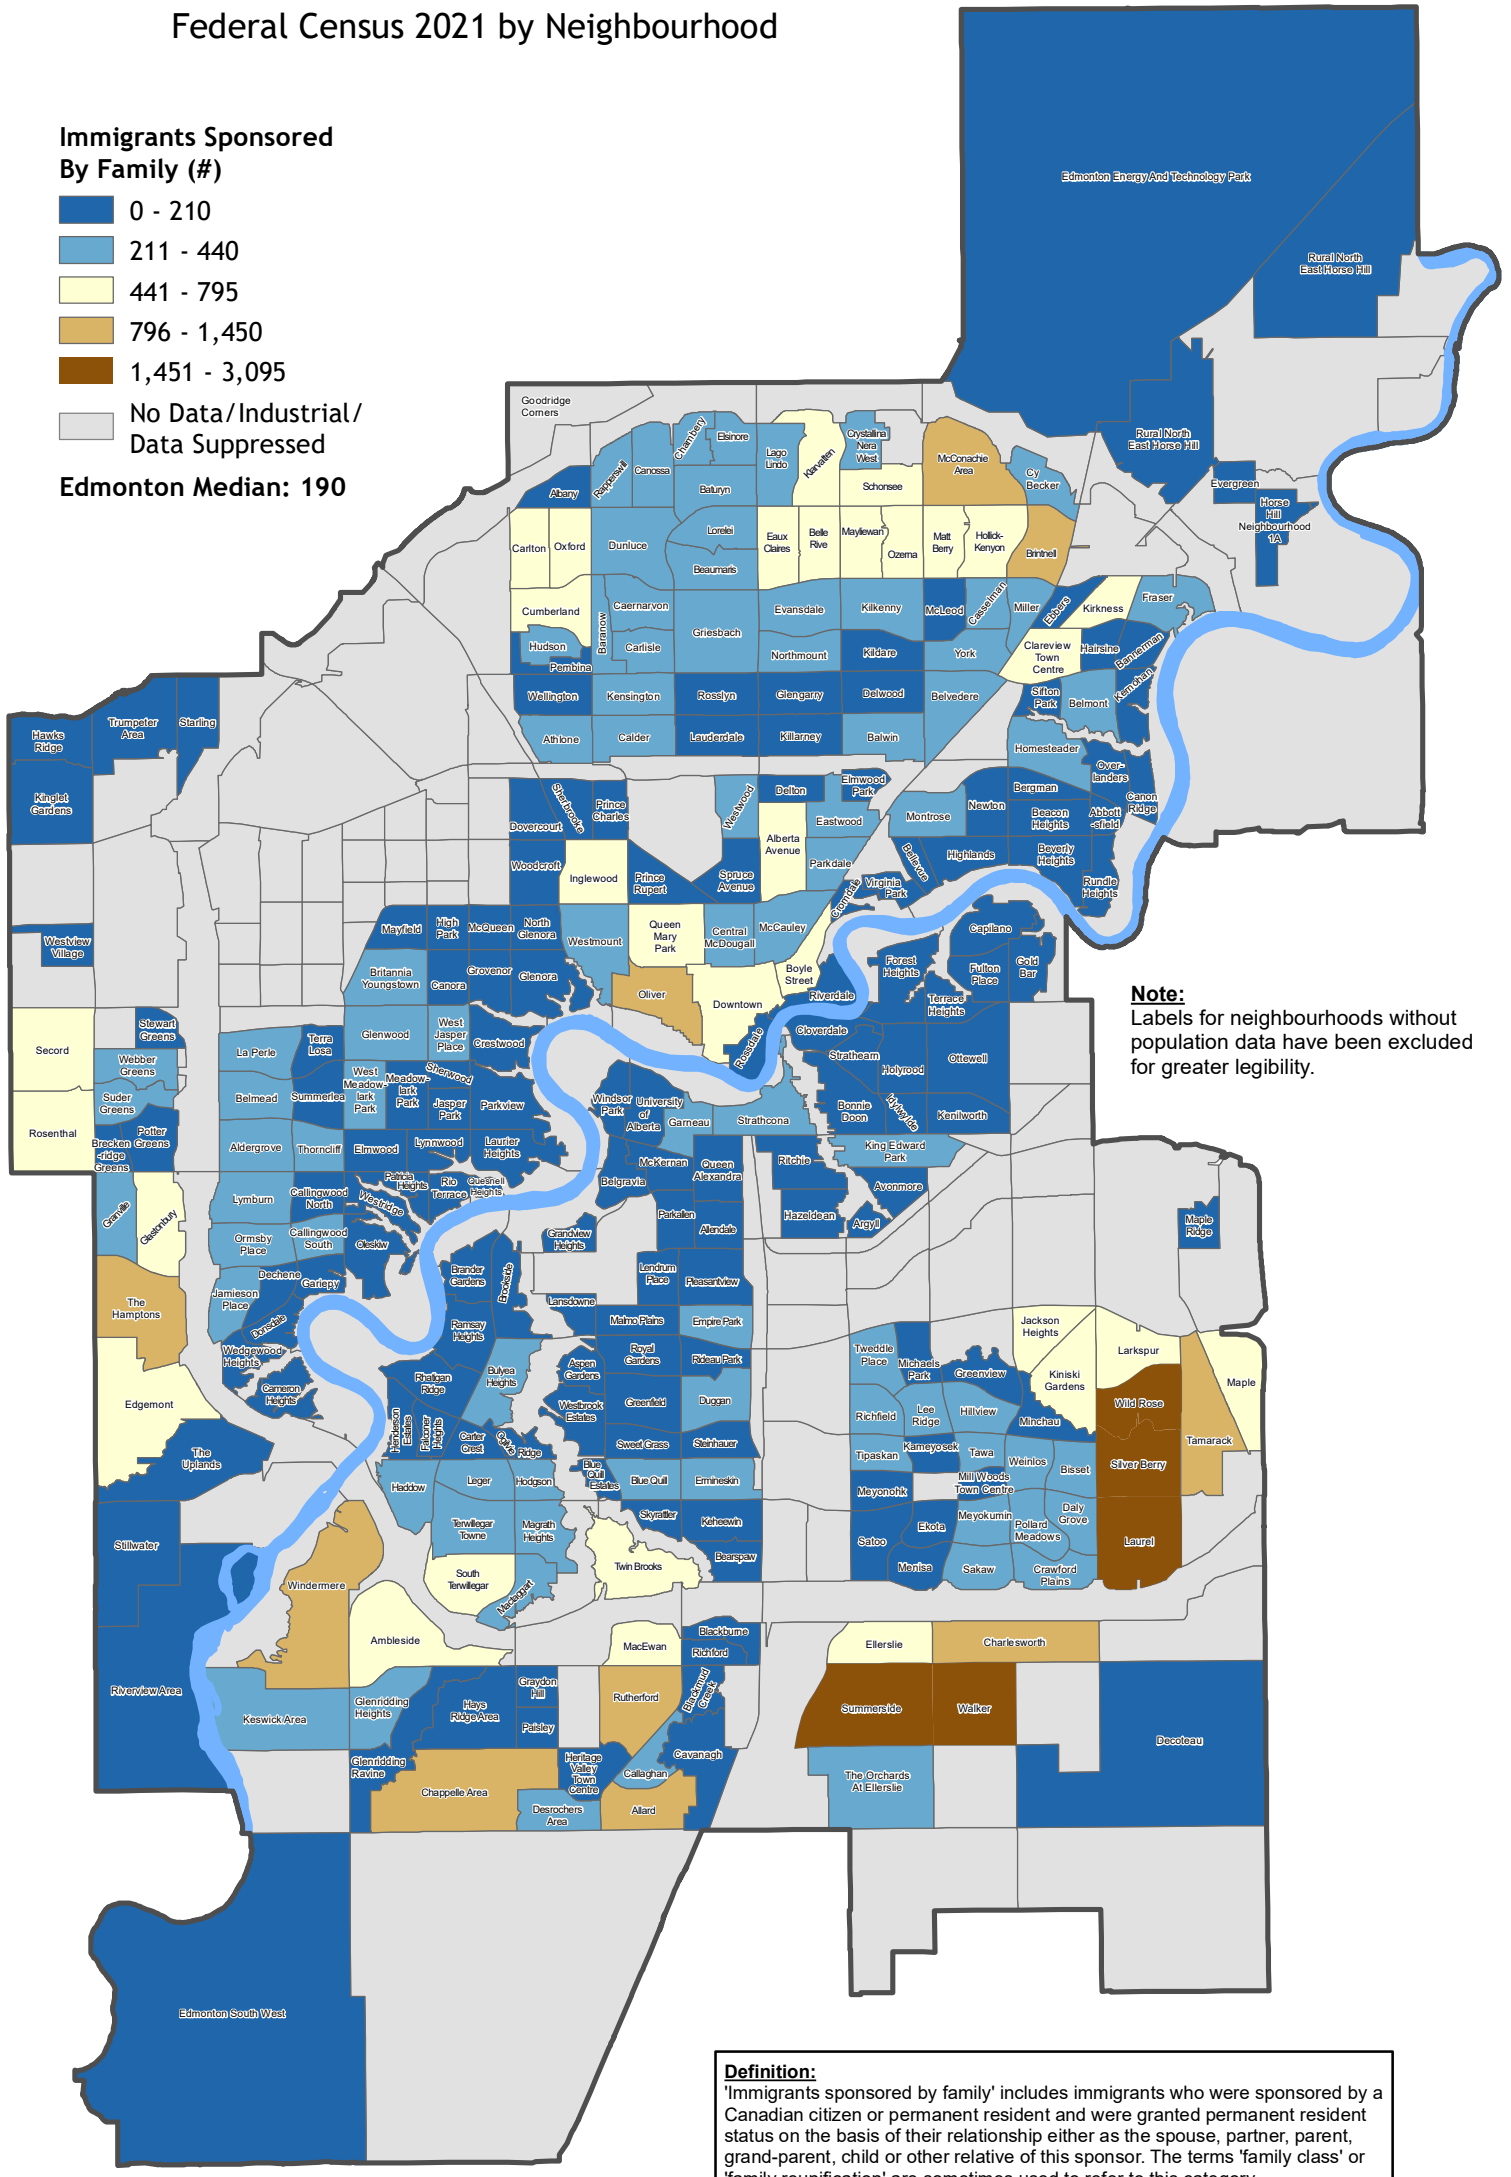 Federal Census 2021 by Neighbourhood
Immigrants Sponsored
By Family (#)
0 - 210
211 - 440
441 - 795
796 - 1,450
1,451 - 3,095
No Data/Industrial/
Data Suppressed
Edmonton Median: 190
Edmonton Energy And Technology Park
Rural North
East Horse Hill
Rural North
East Horse Hill
Evergreen
Horse
Hill
Neighbourhood
1A
Goodridge
Corners
Albany
Rapperswill
Canossa
Chambery
Elsinore
Baturyn
Lago
Lindo
Klarvatten
Crystallina
Nera
West
Schonsee
McConachie
Area
Cy
Becker
Carlton
Oxford
Dunluce
Lorelei
Beaumaris
Eaux
Claires
Belle
Rive
Mayliewan
Ozerna
Matt
Berry
Hollick-
Kenyon
Brintnell
Cumberland
Hudson
Pembina
Baranow
Caernarvon
Carlisle
Griesbach
Evansdale
Northmount
Kilkenny
Kildare
McLeod
Casselman
York
Miller
Ebbers
Kirkness
Fraser
Clareview
Town
Centre
Hairsine
Bannerman
Kernohan
Sifton
Park
Belmont
Wellington
Kensington
Rosslyn
Glengarry
Delwood
Belvedere
Athlone
Calder
Lauderdale
Killarney
Balwin
Homesteader
Over-
landers
Hawks
Ridge
Trumpeter
Area
Starling
Kinglet
Gardens
Dovercourt
Sherbrooke
Prince
Charles
Westwood
Delton
Elmwood
Park
Eastwood
Montrose
Newton
Bergman
Beacon
Heights
Abbott
-sfield
Canon
Ridge
Woodcroft
Inglewood
Prince
Rupert
Spruce
Avenue
Alberta
Avenue
Parkdale
Bellevue
Highlands
Beverly
Heights
Rundle
Heights
Cromdale
Virginia
Park
Westview
Village
Mayfield
High
Park
McQueen
North
Glenora
Westmount
Queen
Mary
Park
Central
McDougall
McCauley
Boyle
Street
Britannia
Youngstown
Canora
Grovenor
Glenora
Oliver
Downtown
Rossdale
Riverdale
Forest
Heights
Capilano
Fulton
Place
Gold
Bar
Terrace
Heights
Cloverdale
Strathearn
Holyrood
Ottewell
Idylwylde
Bonnie
Doon
Kenilworth
Note:
Labels for neighbourhoods without
population data have been excluded
for greater legibility.
Secord
Stewart
Greens
Webber
Greens
Suder
Greens
Rosenthal
Brecken
-ridge
Greens
Potter
Greens
La Perle
Terra
Losa
Glenwood
West
Jasper
Place
Crestwood
Belmead
Summerlea
West
Meadow-
lark
Park
Meadow-
lark
Park
Sherwood
Jasper
Park
Parkview
Aldergrove
Thorncliff
Elmwood
Lynnwood
Laurier
Heights
Windsor
Park
University
of
Alberta
Garneau
Strathcona
King Edward
Park
Granville
Glastonbury
Lymburn
Callingwood
North
Patricia
Heights
Westridge
Rio
Terrace
Quesnell
Heights
Belgravia
McKernan
Queen
Alexandra
Ritchie
Avonmore
Parkallen
Allendale
Hazeldean
Argyll
Maple
Ridge
Ormsby
Place
Callingwood
South
Oleskiw
Grandview
Heights
The
Hamptons
Jamieson
Place
Dechene
Gariepy
Donsdale
Wedgewood
Heights
Cameron
Heights
Brander
Gardens
Brookside
Ramsay
Heights
Lansdowne
Lendrum
Place
Pleasantview
Malmo Plains
Empire Park
Royal
Gardens
Rideau Park
Aspen
Gardens
Westbrook
Estates
Greenfield
Duggan
Sweet Grass
Steinhauer
Blue
Quill
Estates
Blue Quill
Ermineskin
Skyrattler
Keheewin
Bearspaw
Twin Brooks
Edgemont
The
Uplands
Rhatigan
Ridge
Bulyea
Heights
Henderson
Estates
Falconer
Heights
Carter
Crest
Ogilvie
Ridge
Haddow
Leger
Hodgson
Terwillegar
Towne
Magrath
Heights
South
Terwillegar
Mactaggart
Tweddle
Place
Michaels
Park
Greenview
Jackson
Heights
Kiniski
Gardens
Larkspur
Maple
Richfield
Lee
Ridge
Hillview
Minchau
Wild Rose
Tamarack
Tipaskan
Kameyosek
Tawa
Weinlos
Bisset
Silver Berry
Meyonohk
Mill Woods
Town Centre
Meyokumin
Pollard
Meadows
Daly
Grove
Satoo
Ekota
Menisa
Sakaw
Crawford
Plains
Laurel
Stillwater
Windermere
Ambleside
Riverview Area
Keswick Area
Glenridding
Heights
Hays
Ridge Area
Graydon
Hill
Paisley
MacEwan
Blackburne
Richford
Rutherford
Blackmud
Creek
Glenridding
Ravine
Chappelle Area
Heritage
Valley
Town
Centre
Callaghan
Cavanagh
Desrochers
Area
Allard
Ellerslie
Charlesworth
Summerside
Walker
The Orchards
At Ellerslie
Decoteau
Edmonton South West
Definition:
'Immigrants sponsored by family' includes immigrants who were sponsored by a
Canadian citizen or permanent resident and were granted permanent resident
status on the basis of their relationship either as the spouse, partner, parent,
grand-parent, child or other relative of this sponsor. The terms 'family class' or
'family reunification' are sometimes used to refer to this category.